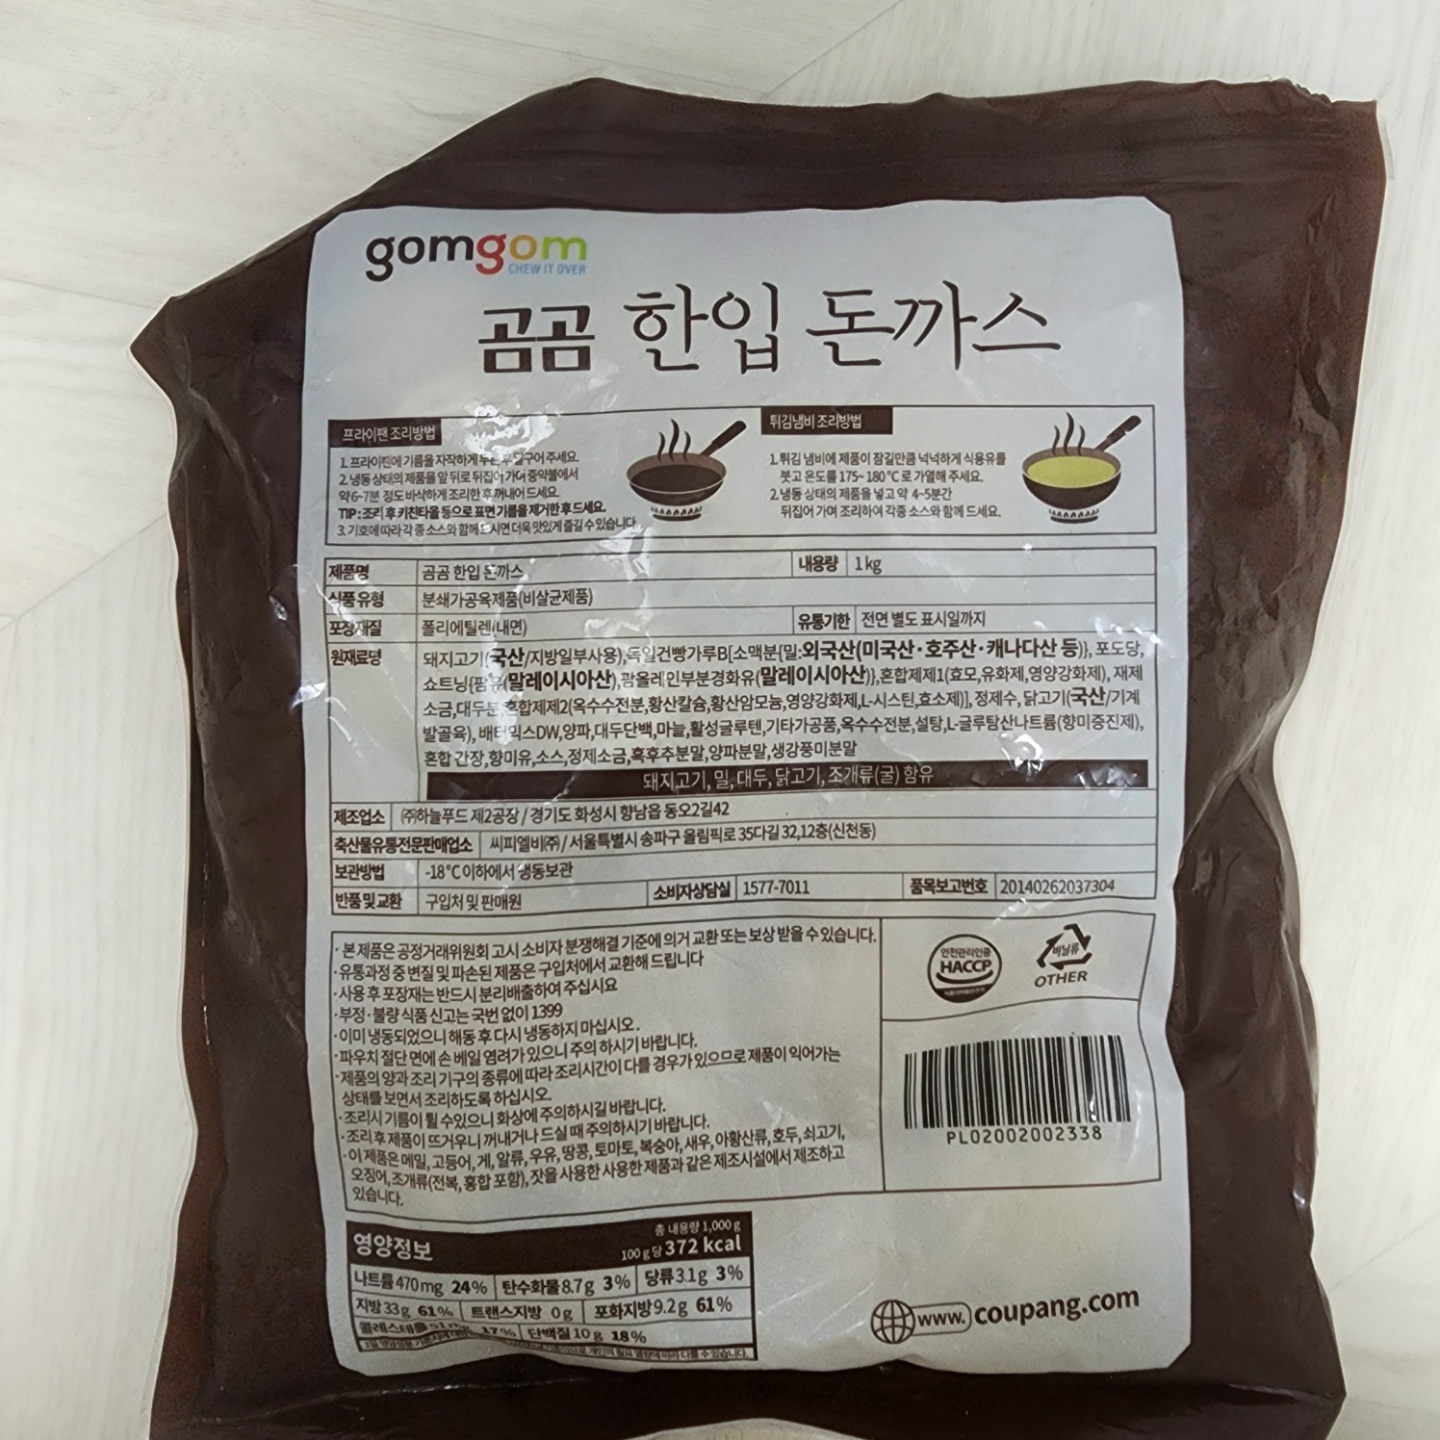 gomgom
CHEW IT OVER
곰곰 한입 돈까스
프라이팬 조리방법
1. 프라이팬에 기름을 자작하게 두른 후 달구어 주세요.
2. 냉동 상태의 제품을 앞 뒤로 뒤집어 가며 중약불에서
약 6~7분 정도 바삭하게 조리한 후 꺼내어 드세요.
TIP : 조리 후 키친타올 등으로 표면 기름을 제거한 후 드세요.
3. 기호에 따라 각종 소스와 함께 드시면 더욱 맛있게 즐길 수 있습니다.
튀김냄비 조리방법
1. 튀김 냄비에 제품이 잠길만큼 넉넉하게 식용유를
붓고 온도를 175~180℃로 가열해 주세요.
2. 냉동 상태의 제품을 넣고 약 4~5분간
뒤집어 가며 조리하여 각종 소스와 함께 드세요.
제품명 곰곰 한입 돈까스 내용량 1kg
식품유형 분쇄가공육제품(비살균제품)
포장재질 폴리에틸렌(내면) 유통기한 전면 별도 표시일까지
원재료명 돼지고기(국산/지방일부사용),독일건빵가루B[소맥분{밀:외국산(미국산·호주산·캐나다산 등)}, 포도당,
쇼트닝{팜유(말레이시아산),팜올레인부분경화유(말레이시아산)},혼합제제1(효모,유화제,영양강화제), 재제
소금,대두분,혼합제제2(옥수수전분,황산칼슘,황산암모늄,영양강화제,L-시스틴,효소제)], 정제수, 닭고기(국산/기계
발골육), 배터믹스DW,양파,대두단백,마늘,활성글루텐,기타가공품,옥수수전분,설탕,L-글루탐산나트륨(향미증진제),
혼합 간장,향미유,소스,정제소금,흑후추분말,양파분말,생강풍미분말
돼지고기, 밀, 대두, 닭고기, 조개류(굴) 함유
제조업소 ㈜하늘푸드 제2공장 / 경기도 화성시 향남읍 동오2길42
축산물유통전문판매업소 씨피엘비㈜ / 서울특별시 송파구 올림픽로 35다길 32,12층(신천동)
보관방법 -18℃ 이하에서 냉동보관
반품 및 교환 구입처 및 판매원 소비자상담실 1577-7011 품목보고번호 20140262037304
· 본 제품은 공정거래위원회 고시 소비자 분쟁해결 기준에 의거 교환 또는 보상 받을 수 있습니다.
· 유통과정 중 변질 및 파손된 제품은 구입처에서 교환해 드립니다
· 사용 후 포장재는 반드시 분리배출하여 주십시요
· 부정·불량 식품 신고는 국번 없이 1399
· 이미 냉동되었으니 해동 후 다시 냉동하지 마십시오.
· 파우치 절단 면에 손 베일 염려가 있으니 주의 하시기 바랍니다.
· 제품의 양과 조리 기구의 종류에 따라 조리시간이 다를 경우가 있으므로 제품이 익어가는
상태를 보면서 조리하도록 하십시오.
· 조리시 기름이 튈 수있으니 화상에 주의하시길 바랍니다.
· 조리 후 제품이 뜨거우니 꺼내거나 드실 때 주의하시기 바랍니다.
· 이 제품은 메밀, 고등어, 게, 알류, 우유, 땅콩, 토마토, 복숭아, 새우, 아황산류, 호두, 쇠고기,
오징어, 조개류(전복, 홍합 포함), 잣을 사용한 사용한 제품과 같은 제조시설에서 제조하고
있습니다.
안전관리인증
HACCP
비닐류
OTHER
PL02002002338
영양정보
총 내용량 1,000 g
100 g 당 372 kcal
나트륨 470 mg 24% 탄수화물 8.7 g 3% 당류 3.1 g 3%
지방 33 g 61% 트랜스지방 0 g 포화지방 9.2 g 61%
콜레스테롤 51 mg 17% 단백질 10 g 18%
www. coupang.com